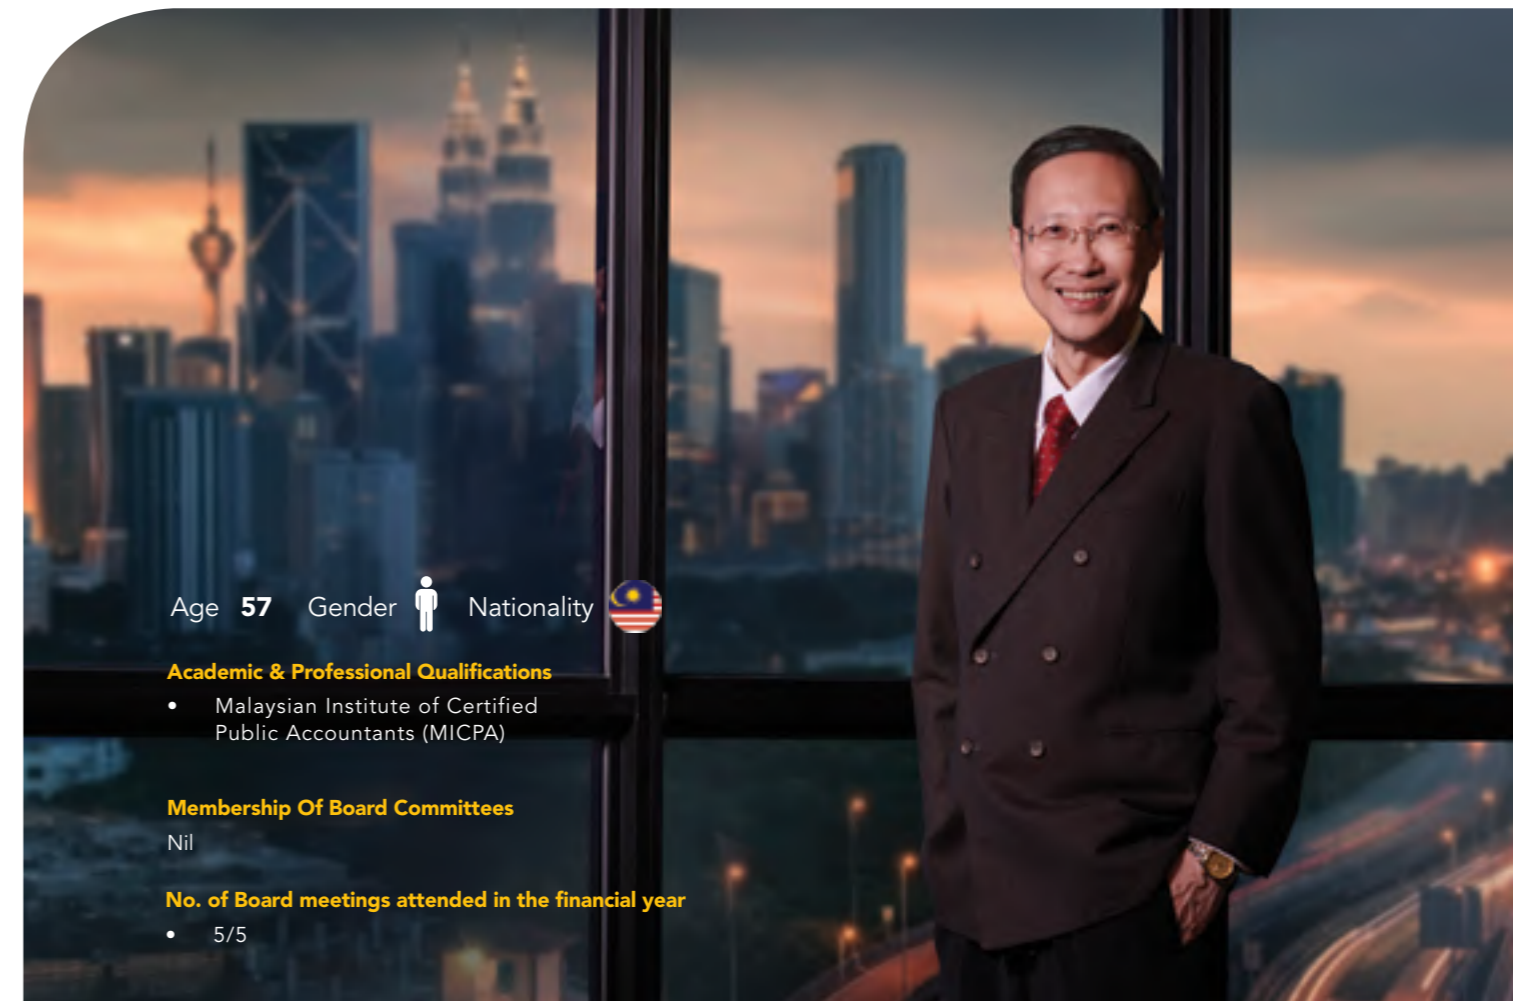 Age 57 Gender Nationality
Academic & Professional Qualifications
• Malaysian Institute of Certified
Public Accountants (MICPA)
Membership Of Board Committees
Nil
No. of Board meetings attended in the financial year
• 5/5